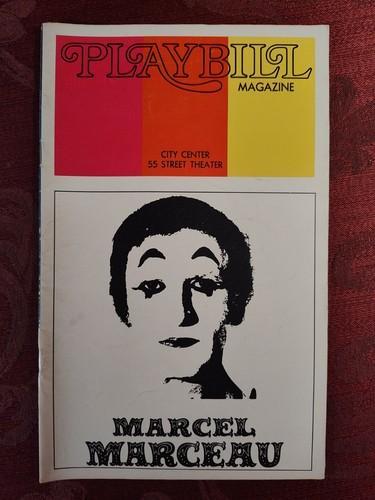 PLAYBILL
MAGAZINE
CITY CENTER
55 STREET THEATER
MARCEL
MARCEAU